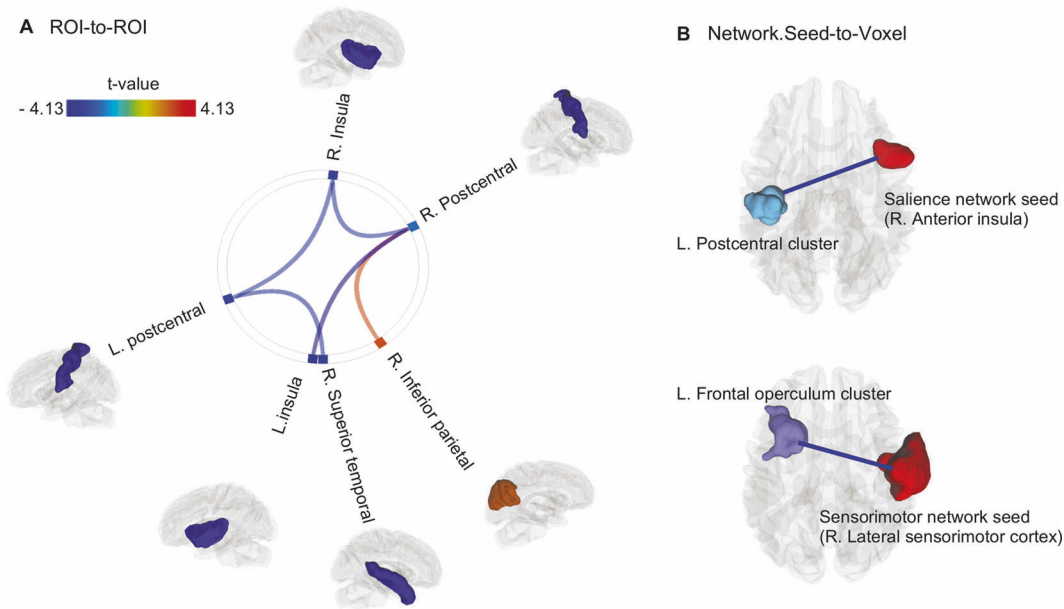 A ROI-to-ROI
t-value
- 4.13 4.13
R. Insula
R. Postcentral
L. postcentral
L.insula
R. Superior temporal
R. Inferior parietal
B Network.Seed-to-Voxel
Salience network seed
(R. Anterior insula)
L. Postcentral cluster
L. Frontal operculum cluster
Sensorimotor network seed
(R. Lateral sensorimotor cortex)